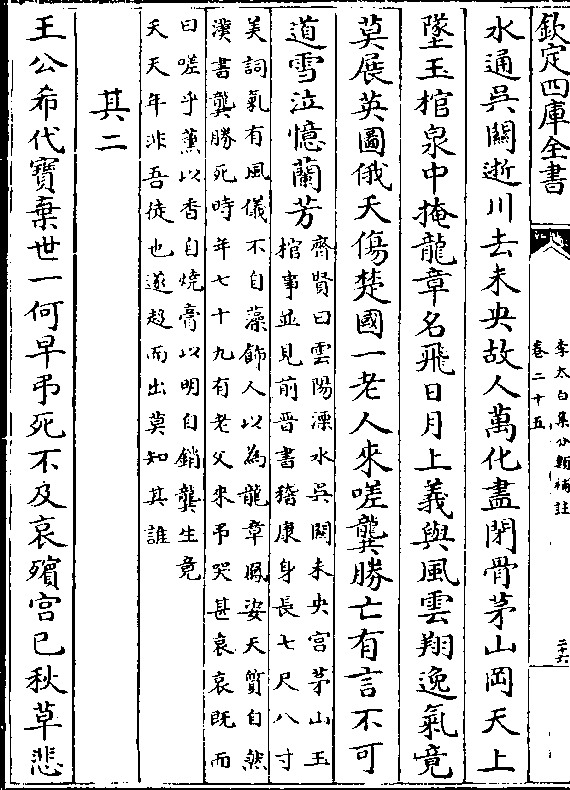 欽定四庫全書
李太白集分類補註
卷二十五
二十六
水通吳關逝川去未央故人萬化盡閉骨茅山岡天上
墜玉棺泉中掩龍章名飛日月上義與風雲翔逸氣竟
莫展英圖俄夭傷楚國一老人來嗟龔勝亡有言不可
道雪泣憶蘭芳
齊賢曰雲陽溧水吳關未央宮茅山玉
棺事並見前晉書嵇康身長七尺八寸
美詞氣有風儀不自藻飾人以為龍章鳳姿天質自然
漢書龔勝死時年七十九有老父來弔哭甚哀哀既而
曰嗟乎薰以香自燒膏以明自銷龔生竟
夭天年非吾徒也遂趍而出莫知其誰
其二
王公希代寶棄世一何早弔死不及哀殯宮已秋草悲